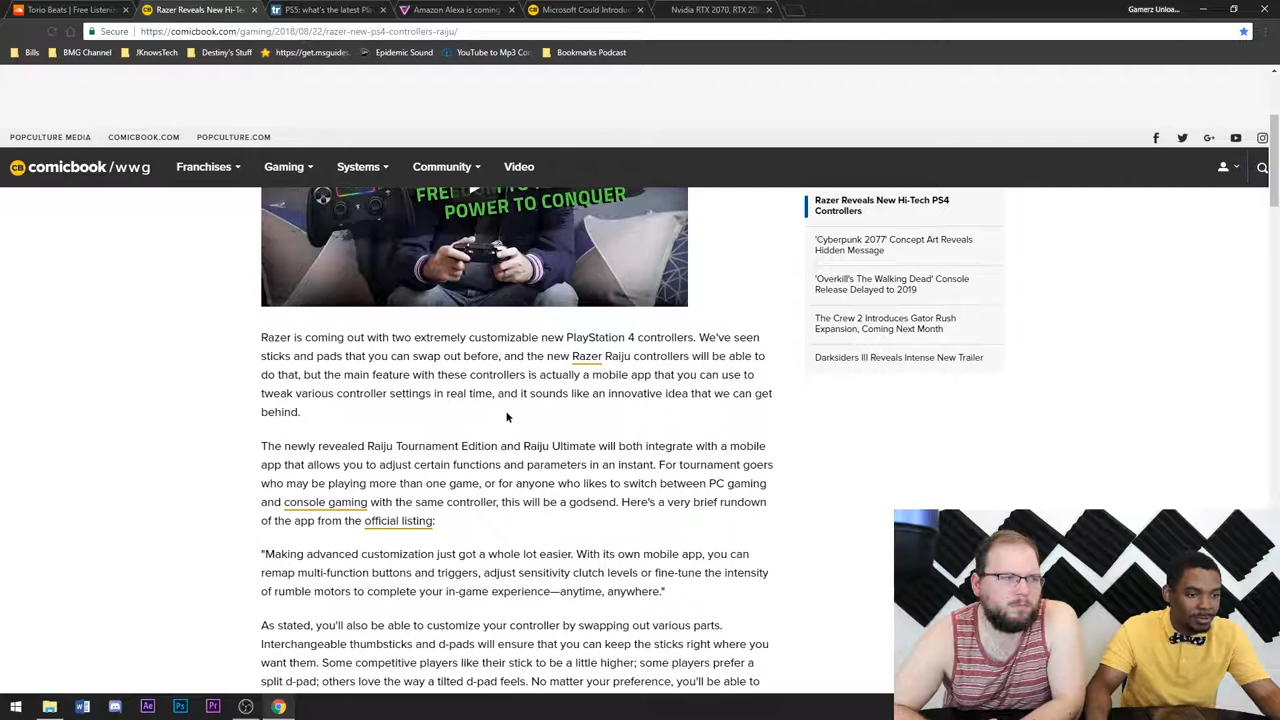 Torio Beats | Free Listenin
Razer Reveals New Hi-Te
PS5: what's the latest Pla
Amazon Alexa is coming
Microsoft Could Introdu
Nvidia RTX 2070, RTX 20
Gamerz Unloa...
Secure | https://comicbook.com/gaming/2018/08/22/razer-new-ps4-controllers-raiju/
Bills BMG Channel JKnowsTech Destiny's Stuff https://get.msguides. Epidemic Sound YouTube to Mp3 Con Bookmarks Podcast
POPCULTURE MEDIA COMICBOOK.COM POPCULTURE.COM
comicbook/wwg Franchises Gaming Systems Community Video
POWER TO CONQUER
Razer is coming out with two extremely customizable new PlayStation 4 controllers. We've seen
sticks and pads that you can swap out before, and the new Razer Raiju controllers will be able to
do that, but the main feature with these controllers is actually a mobile app that you can use to
tweak various controller settings in real time, and it sounds like an innovative idea that we can get
behind.
The newly revealed Raiju Tournament Edition and Raiju Ultimate will both integrate with a mobile
app that allows you to adjust certain functions and parameters in an instant. For tournament goers
who may be playing more than one game, or for anyone who likes to switch between PC gaming
and console gaming with the same controller, this will be a godsend. Here's a very brief rundown
of the app from the official listing:
"Making advanced customization just got a whole lot easier. With its own mobile app, you can
remap multi-function buttons and triggers, adjust sensitivity clutch levels or fine-tune the intensity
of rumble motors to complete your in-game experience—anytime, anywhere."
As stated, you'll also be able to customize your controller by swapping out various parts.
Interchangeable thumbsticks and d-pads will ensure that you can keep the sticks right where you
want them. Some competitive players like their stick to be a little higher; some players prefer a
split d-pad; others love the way a tilted d-pad feels. No matter your preference, you'll be able to
Razer Reveals New Hi-Tech PS4
Controllers
'Cyberpunk 2077' Concept Art Reveals
Hidden Message
'Overkill's The Walking Dead' Console
Release Delayed to 2019
The Crew 2 Introduces Gator Rush
Expansion, Coming Next Month
Darksiders III Reveals Intense New Trailer